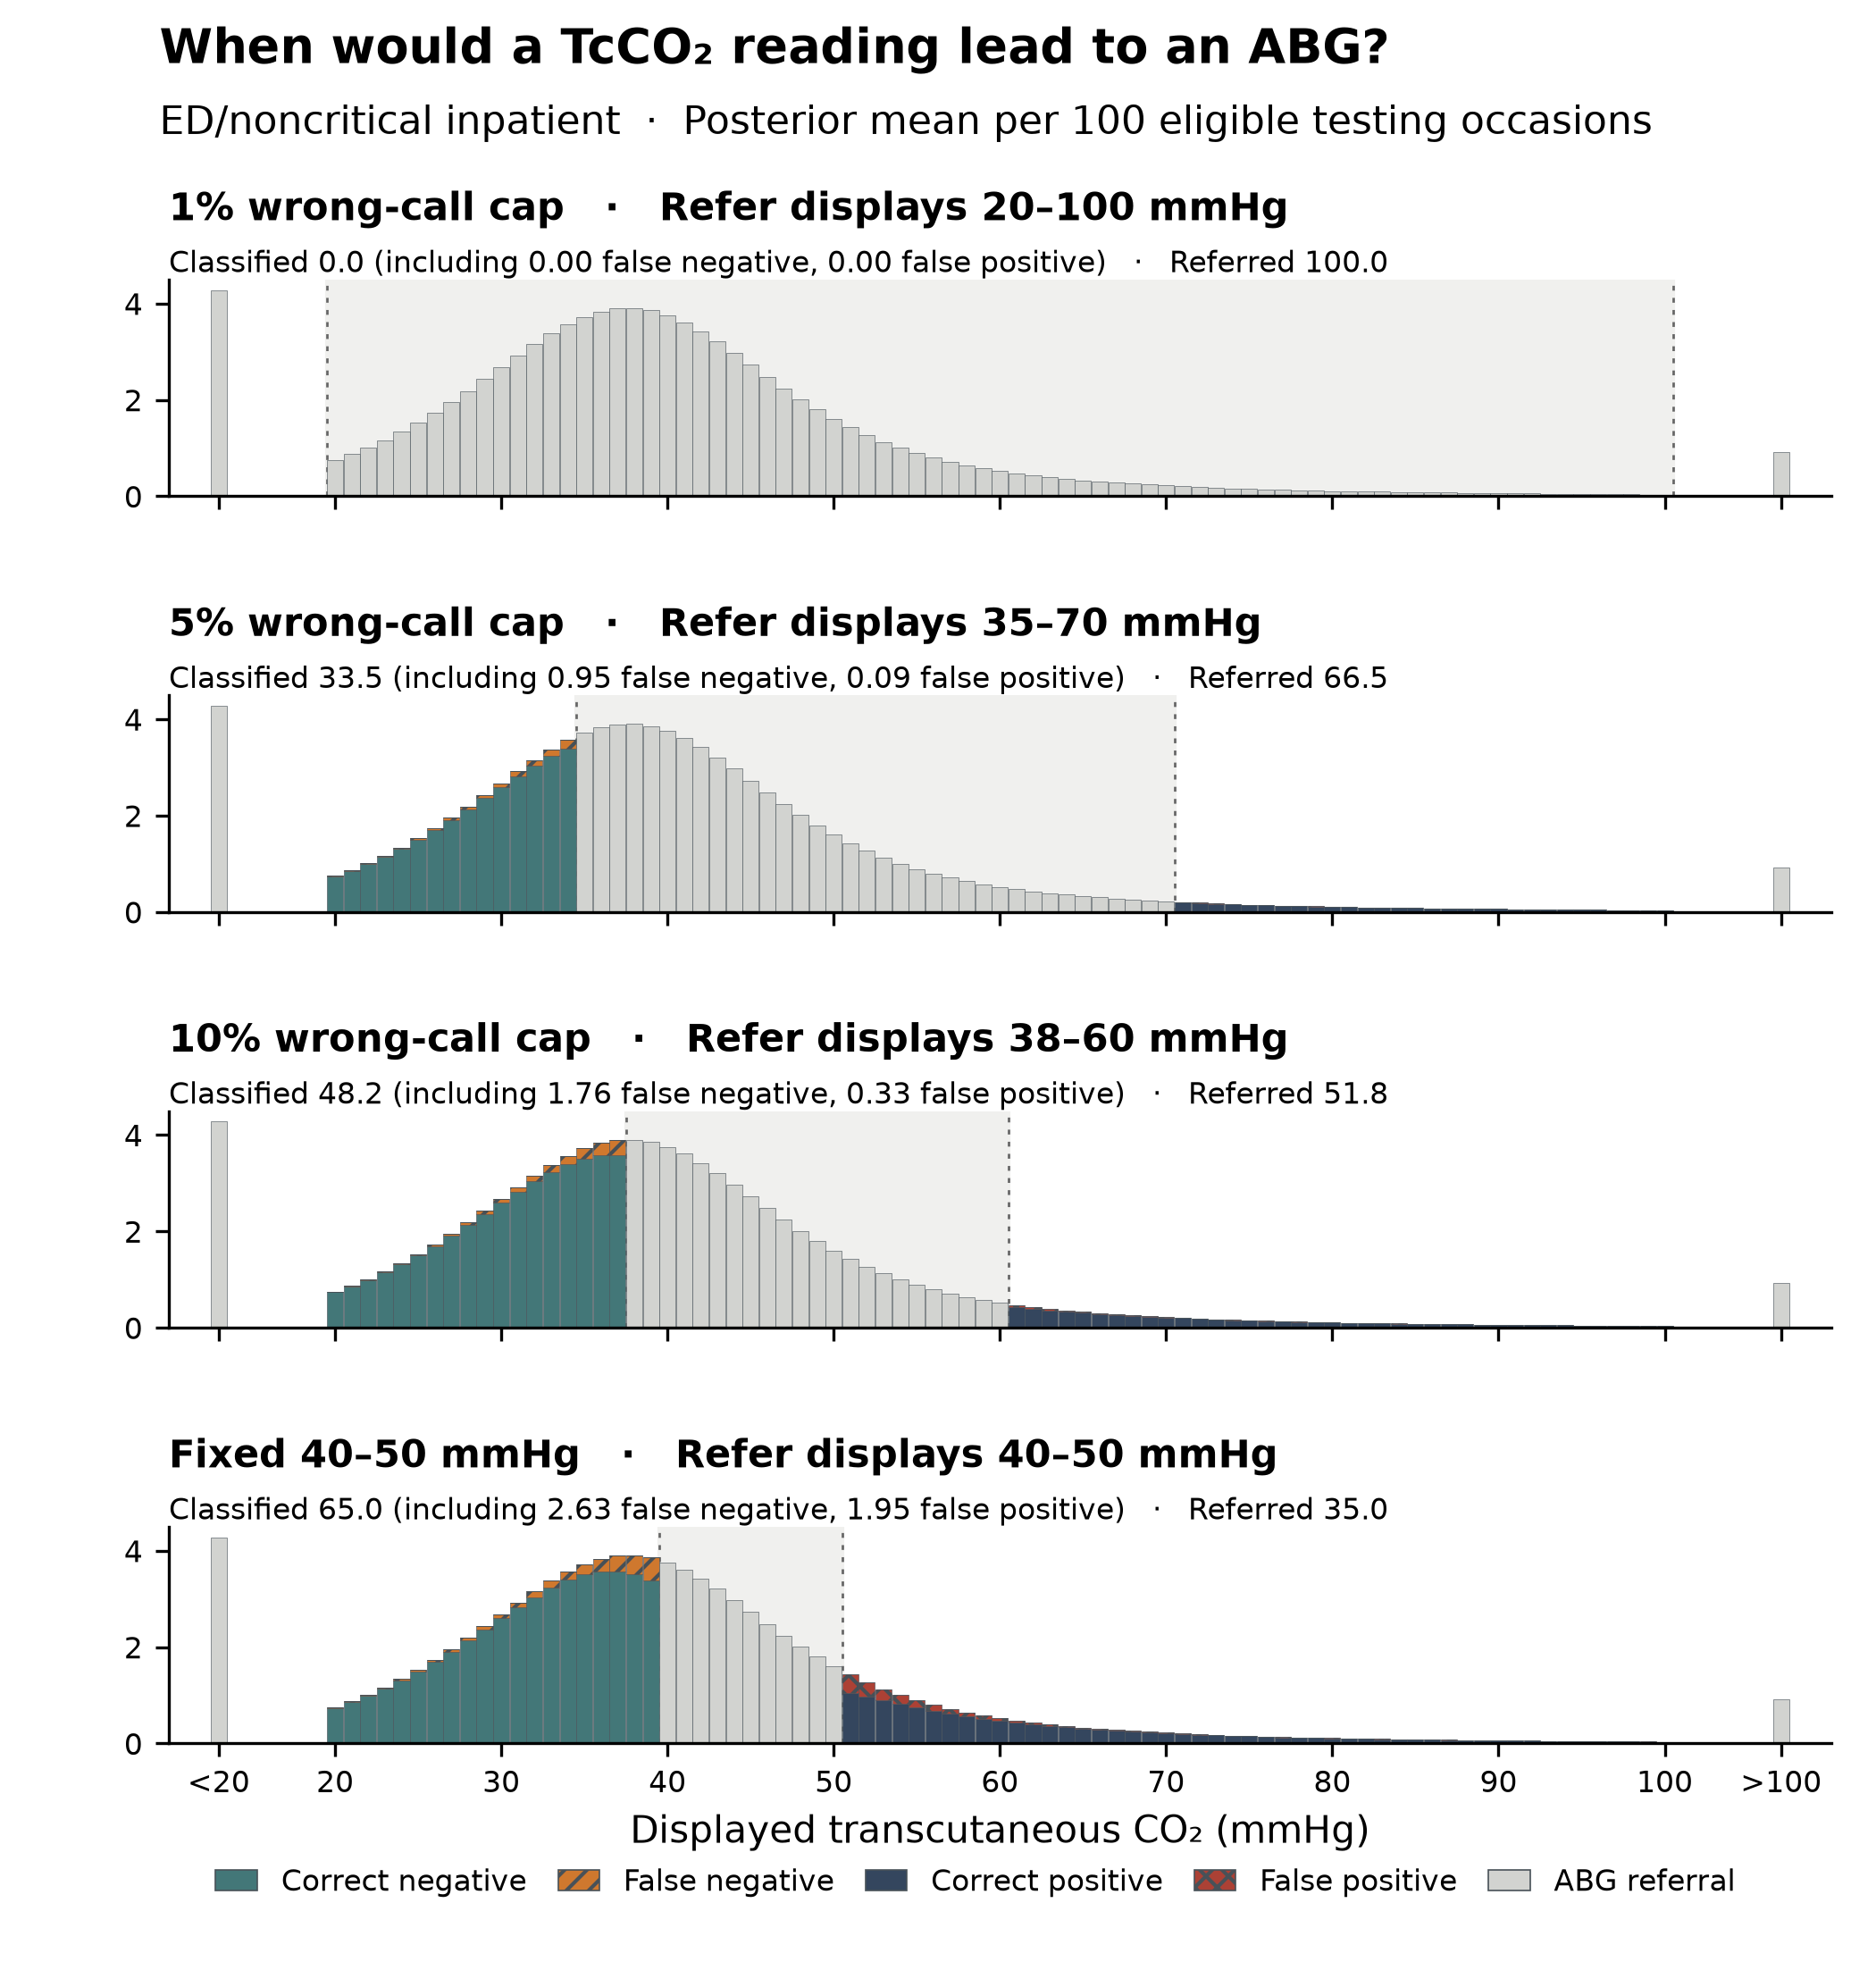 When would a TcCO₂ reading lead to an ABG?
ED/noncritical inpatient · Posterior mean per 100 eligible testing occasions
1% wrong-call cap · Refer displays 20–100 mmHg
Classified 0.0 (including 0.00 false negative, 0.00 false positive) · Referred 100.0
4
2
0
5% wrong-call cap · Refer displays 35–70 mmHg
Classified 33.5 (including 0.95 false negative, 0.09 false positive) · Referred 66.5
4
2
0
10% wrong-call cap · Refer displays 38–60 mmHg
Classified 48.2 (including 1.76 false negative, 0.33 false positive) · Referred 51.8
4
2
0
Fixed 40–50 mmHg · Refer displays 40–50 mmHg
Classified 65.0 (including 2.63 false negative, 1.95 false positive) · Referred 35.0
4
2
0
<20 20 30 40 50 60 70 80 90 100 >100
Displayed transcutaneous CO₂ (mmHg)
Correct negative False negative Correct positive False positive ABG referral